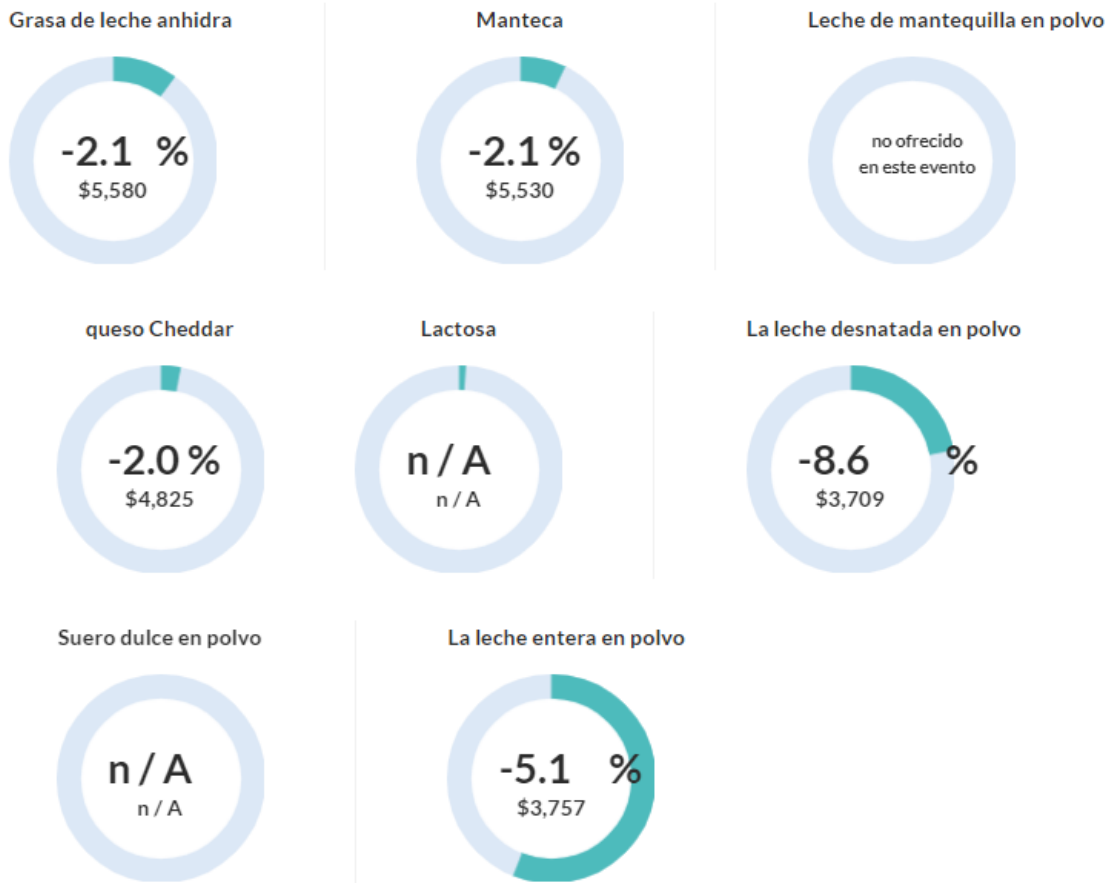 Grasa de leche anhidra
Manteca
Leche de mantequilla en polvo
-2.1 %
$5,580
-2.1 %
$5,530
no ofrecido
en este evento
queso Cheddar
Lactosa
La leche desnatada en polvo
-2.0 %
$4,825
n / A
n / A
-8.6 %
$3,709
Suero dulce en polvo
La leche entera en polvo
n / A
n / A
-5.1 %
$3,757